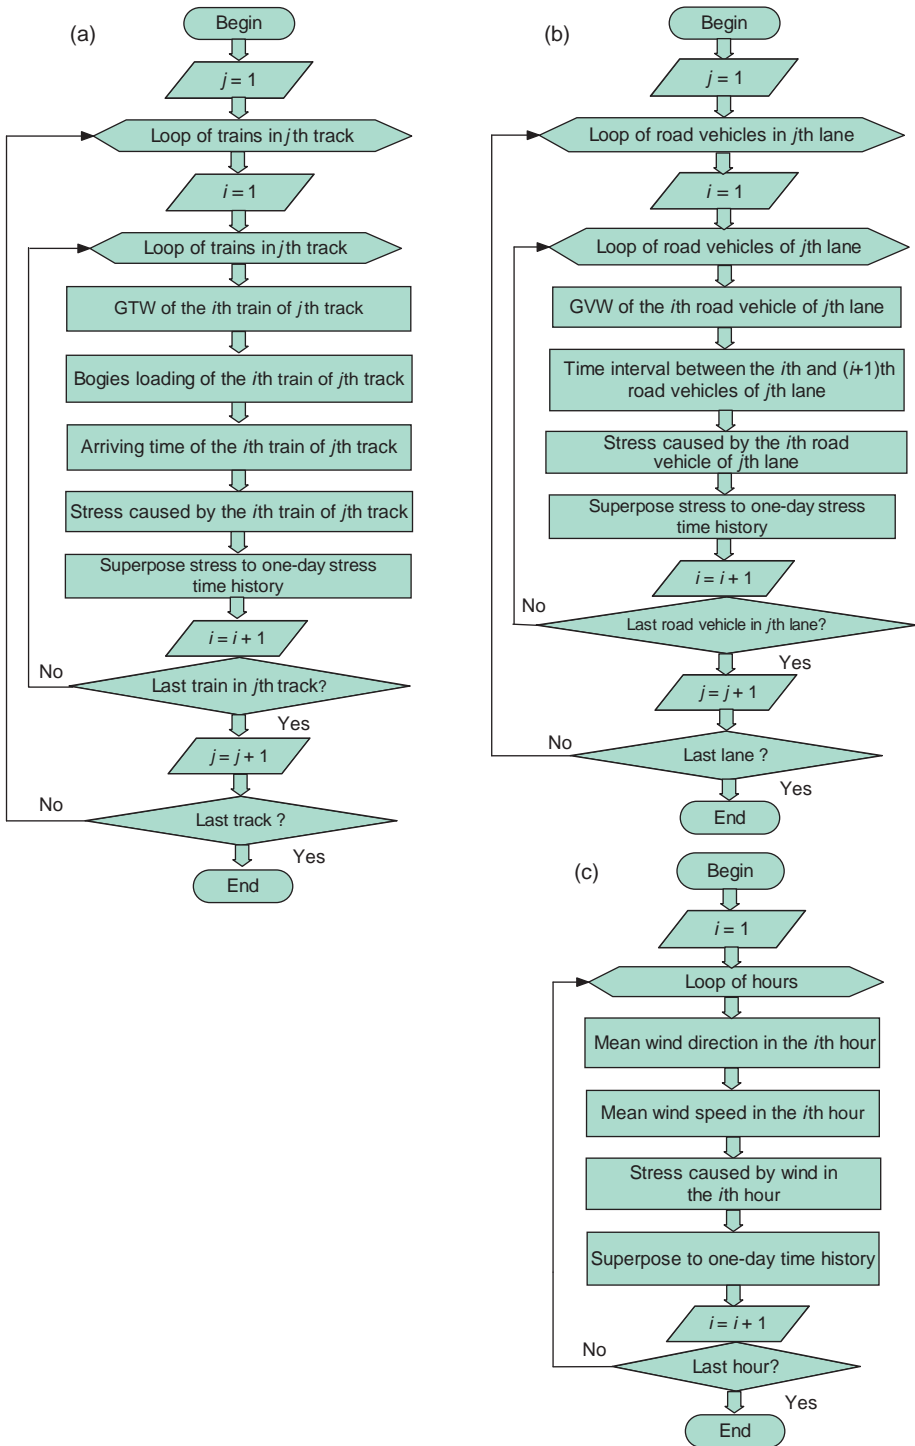 (a)
Begin
j = 1
Loop of trains in jth track
i = 1
Loop of trains in jth track
GTW of the ith train of jth track
Bogies loading of the ith train of jth track
Arriving time of the ith train of jth track
Stress caused by the ith train of jth track
Superpose stress to one-day stress
time history
i = i + 1
No
Last train in jth track?
Yes
j = j + 1
No
Last track ?
Yes
End
(b)
Begin
j = 1
Loop of road vehicles in jth lane
i = 1
Loop of road vehicles of jth lane
GVW of the ith road vehicle of jth lane
Time interval between the ith and (i+1)th
road vehicles of jth lane
Stress caused by the ith road
vehicle of jth lane
Superpose stress to one-day stress
time history
i = i + 1
No
Last road vehicle in jth lane?
Yes
j = j + 1
No
Last lane ?
Yes
End
(c)
Begin
i = 1
Loop of hours
Mean wind direction in the ith hour
Mean wind speed in the ith hour
Stress caused by wind in
the ith hour
Superpose to one-day time history
i = i + 1
No
Last hour?
Yes
End